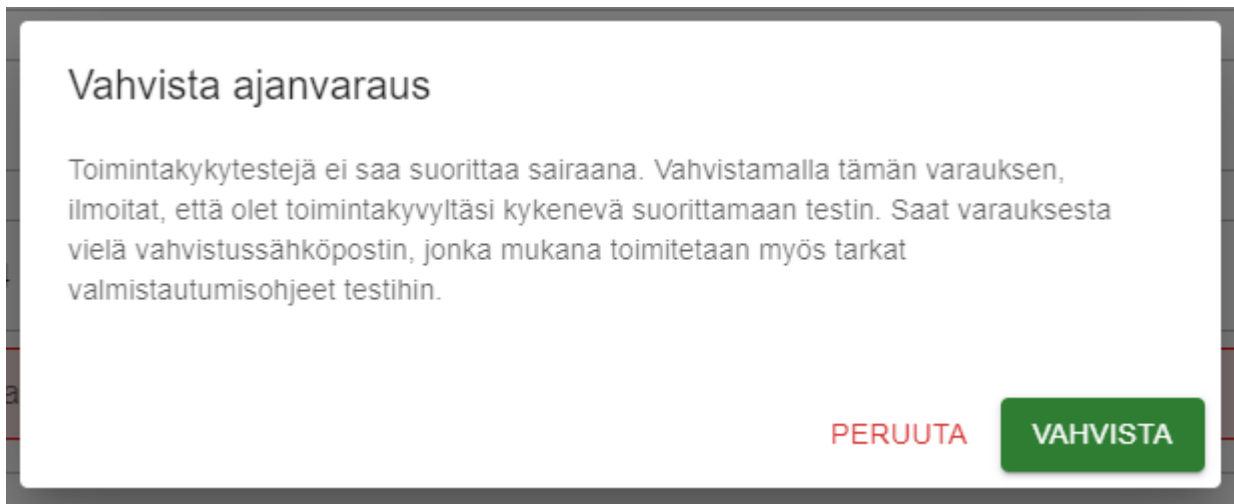 Vahvista ajanvaraus
Toimintakykytestejä ei saa suorittaa sairaana. Vahvistamalla tämän varauksen,
ilmoitat, että olet toimintakyvyltäsi kykenevä suorittamaan testin. Saat varauksesta
vielä vahvistussähköpostin, jonka mukana toimitetaan myös tarkat
valmistautumisohjeet testihin.
PERUUTA VAHVISTA